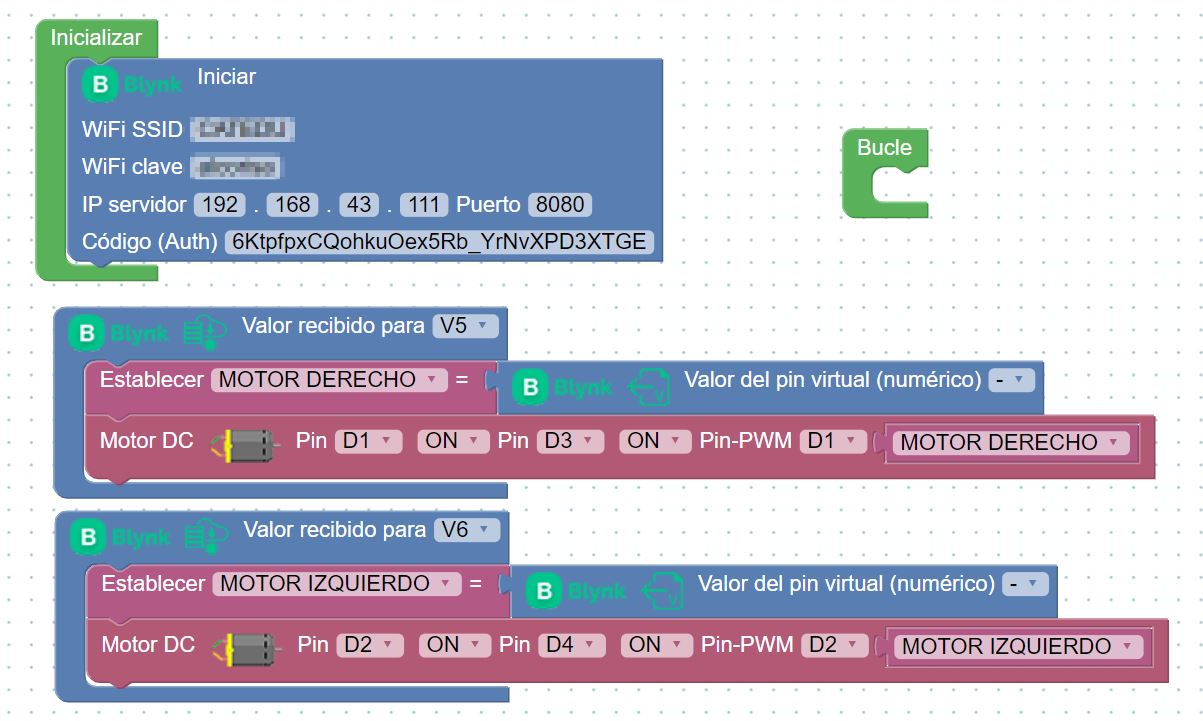 Inicializar
B Blynk Iniciar
WiFi SSID
WiFi clave
IP servidor 192 . 168 . 43 . 111 Puerto 8080
Código (Auth) 6KtpfpxCQohkuOex5Rb_YrNvXPD3XTGE
Bucle
B Blynk Valor recibido para V5
Establecer MOTOR DERECHO = B Blynk V Valor del pin virtual (numérico) -
Motor DC Pin D1 ON Pin D3 ON Pin-PWM D1 MOTOR DERECHO
B Blynk Valor recibido para V6
Establecer MOTOR IZQUIERDO = B Blynk V Valor del pin virtual (numérico) -
Motor DC Pin D2 ON Pin D4 ON Pin-PWM D2 MOTOR IZQUIERDO